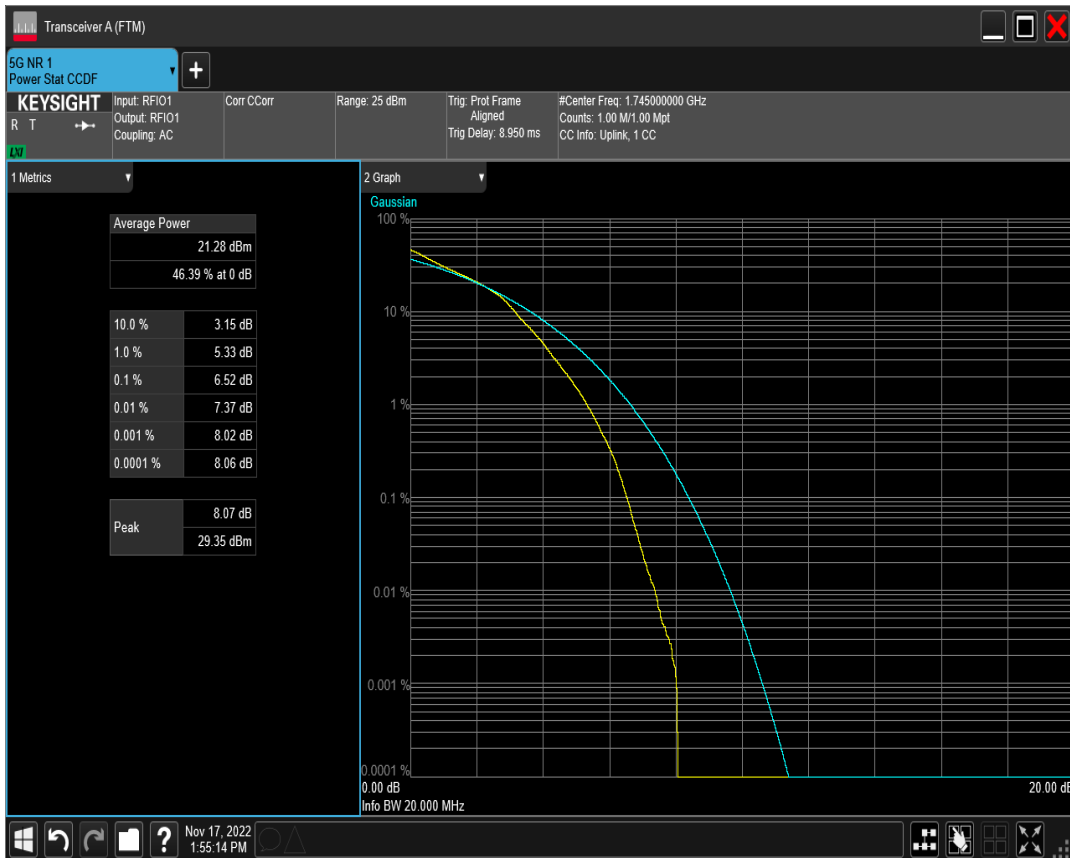 Transceiver A (FTM)
5G NR 1
Power Stat CCDF
+
KEYSIGHT
R T
LXI
Input: RFIO1
Output: RFIO1
Coupling: AC
Corr CCorr
Range: 25 dBm
Trig: Prot Frame
Aligned
Trig Delay: 8.950 ms
#Center Freq: 1.745000000 GHz
Counts: 1.00 M/1.00 Mpt
CC Info: Uplink, 1 CC
1 Metrics
Average Power
21.28 dBm
46.39 % at 0 dB
10.0 % 3.15 dB
1.0 % 5.33 dB
0.1 % 6.52 dB
0.01 % 7.37 dB
0.001 % 8.02 dB
0.0001 % 8.06 dB
Peak
8.07 dB
29.35 dBm
2 Graph
Gaussian
100 %
10 %
1 %
0.1 %
0.01 %
0.001 %
0.0001 %
0.00 dB 20.00 dB
Info BW 20.000 MHz
?
Nov 17, 2022
1:55:14 PM